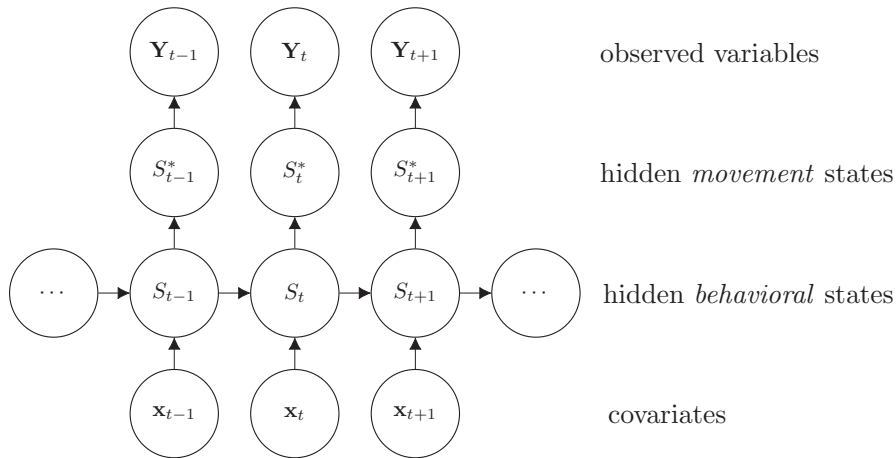 Y_{t−1} Y_t Y_{t+1} observed variables
S*_{t−1} S*_t S*_{t+1} hidden movement states
··· S_{t−1} S_t S_{t+1} ··· hidden behavioral states
x_{t−1} x_t x_{t+1} covariates